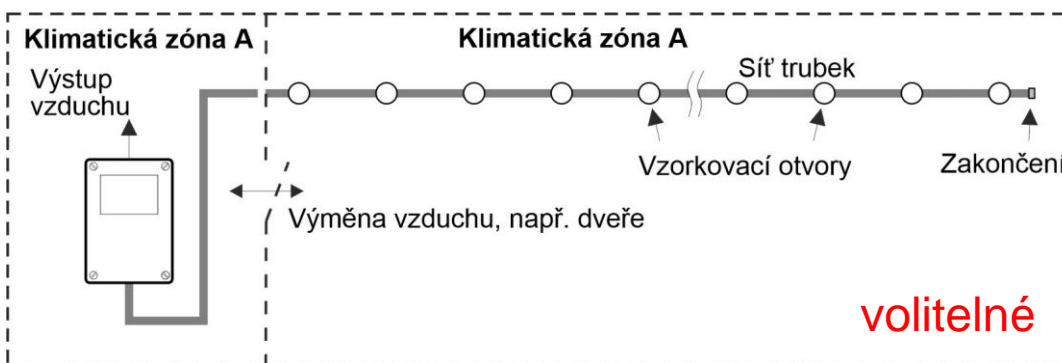 Klimatická zóna A
Klimatická zóna A
Výstup
vzduchu
Síť trubek
Vzorkovací otvory
Zakončení
Výměna vzduchu, např. dveře
volitelné